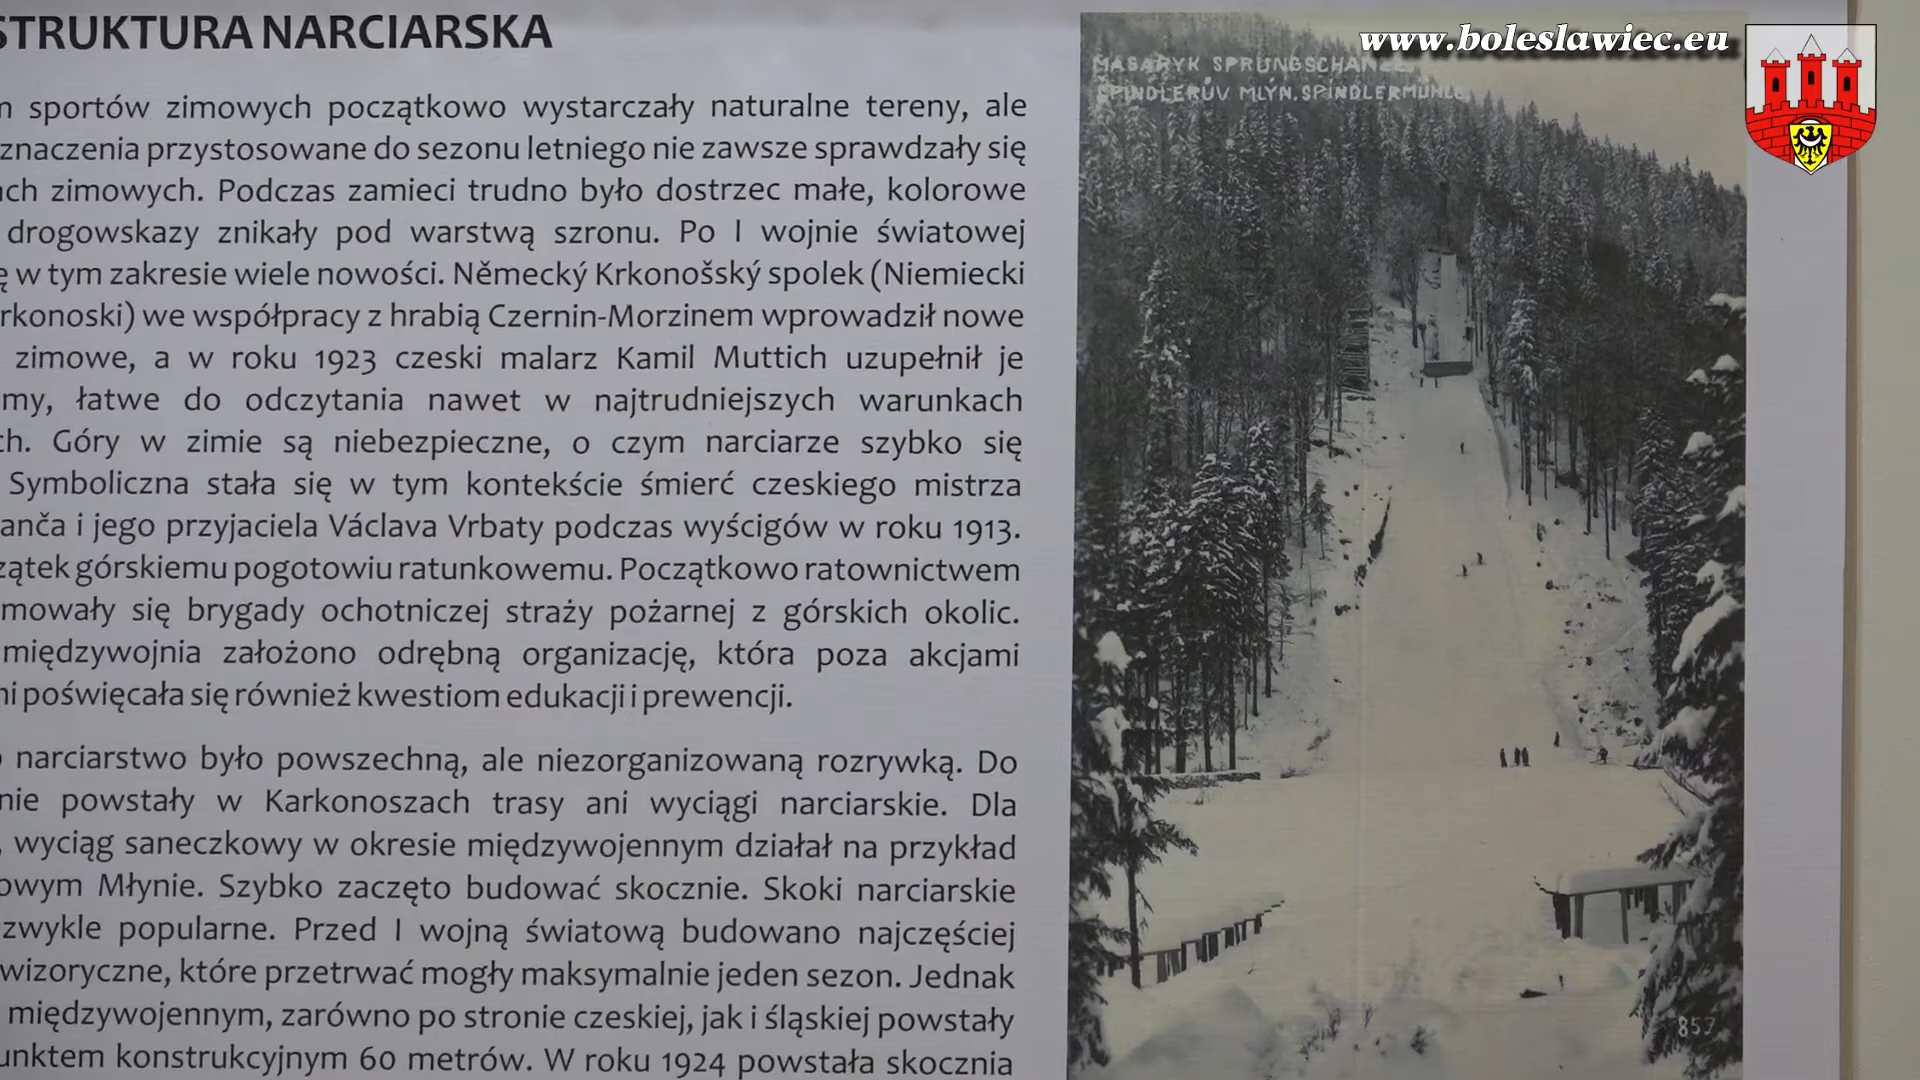 STRUKTURA NARCIARSKA
sportów zimowych początkowo wystarczały naturalne tereny, ale
znaczenia przystosowane do sezonu letniego nie zawsze sprawdzały się
ach zimowych. Podczas zamieci trudno było dostrzec małe, kolorowe
drogowskazy znikały pod warstwą szronu. Po I wojnie światowej
w tym zakresie wiele nowości. Německý Krkonošský spolek (Niemiecki
rkonoski) we współpracy z hrabią Czernin-Morzinem wprowadził nowe
zimowe, a w roku 1923 czeski malarz Kamil Muttich uzupełnił je
my, łatwe do odczytania nawet w najtrudniejszych warunkach
ch. Góry w zimie są niebezpieczne, o czym narciarze szybko się
Symboliczna stała się w tym kontekście śmierć czeskiego mistrza
anča i jego przyjaciela Václava Vrbaty podczas wyścigów w roku 1913.
zątek górskiemu pogotowiu ratunkowemu. Początkowo ratownictwem
mowały się brygady ochotniczej straży pożarnej z górskich okolic.
międzywojnia założono odrębną organizację, która poza akcjami
ni poświęcała się również kwestiom edukacji i prewencji.
narciarstwo było powszechną, ale niezorganizowaną rozrywką. Do
nie powstały w Karkonoszach trasy ani wyciągi narciarskie. Dla
, wyciąg saneczkowy w okresie międzywojennym działał na przykład
owym Młynie. Szybko zaczęto budować skocznie. Skoki narciarskie
zwykle popularne. Przed I wojną światową budowano najczęściej
wizoryczne, które przetrwać mogły maksymalnie jeden sezon. Jednak
międzywojennym, zarówno po stronie czeskiej, jak i śląskiej powstały
unktem konstrukcyjnym 60 metrów. W roku 1924 powstała skocznia
www.boleslawiec.eu
MASARYK SPRUNGSCHANZE
ŠPINDLERŮV MLÝN. SPINDLERMÜHLE
857